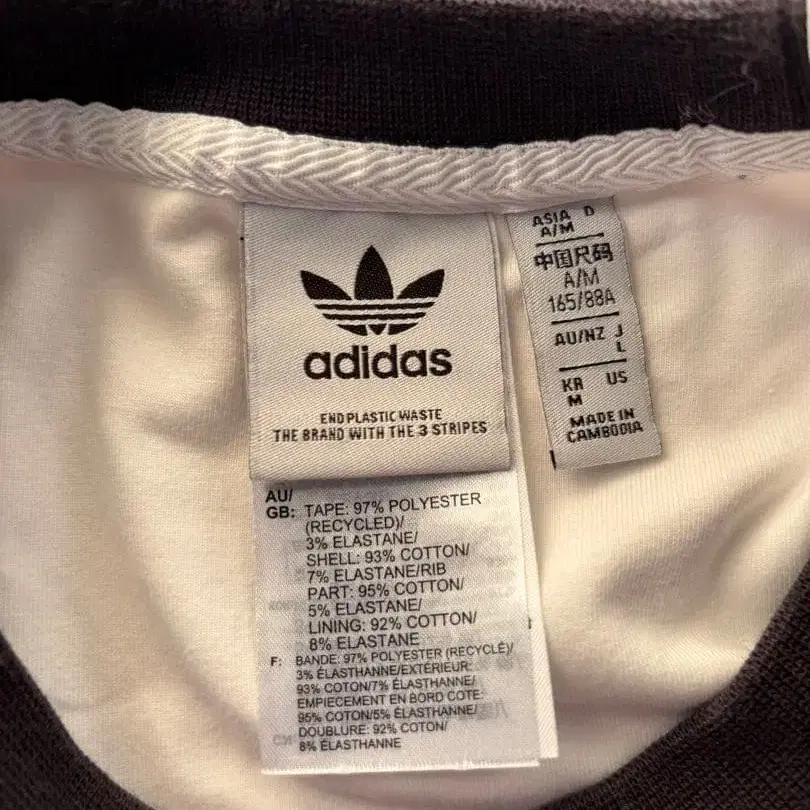 adidas
END PLASTIC WASTE
THE BRAND WITH THE 3 STRIPES
ASIA D
A/M
中国尺码
A/M
165/88A
AU/NZ J
L
KR US
M
MADE IN
CAMBODIA
AU/
GB: TAPE: 97% POLYESTER
(RECYCLED)/
3% ELASTANE/
SHELL: 93% COTTON/
7% ELASTANE/RIB
PART: 95% COTTON/
5% ELASTANE/
LINING: 92% COTTON/
8% ELASTANE
F: BANDE: 97% POLYESTER (RECYCLÉ)/
3% ÉLASTHANNE/EXTÉRIEUR:
93% COTON/7% ÉLASTHANNE/
EMPIECEMENT EN BORD COTE:
95% COTON/5% ÉLASTHANNE/
DOUBLURE: 92% COTON/
8% ÉLASTHANNE